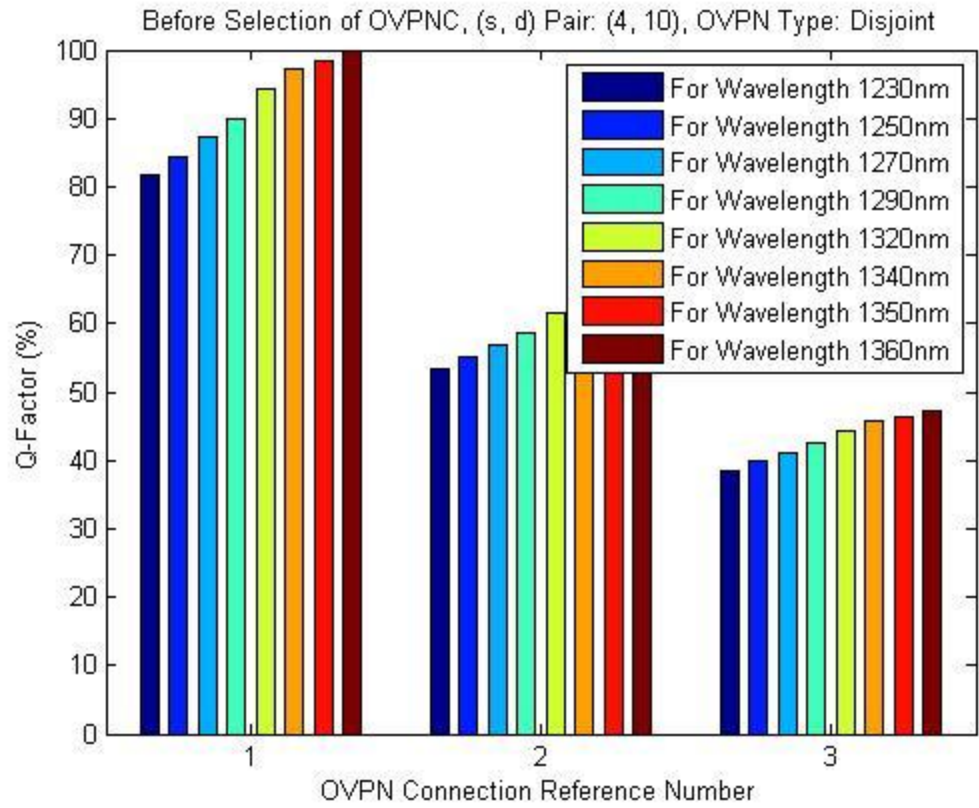 Before Selection of OVPNC, (s, d) Pair: (4, 10), OVPN Type: Disjoint
Q-Factor (%)
100
90
80
70
60
50
40
30
20
10
0
For Wavelength 1230nm
For Wavelength 1250nm
For Wavelength 1270nm
For Wavelength 1290nm
For Wavelength 1320nm
For Wavelength 1340nm
For Wavelength 1350nm
For Wavelength 1360nm
1 2 3
OVPN Connection Reference Number